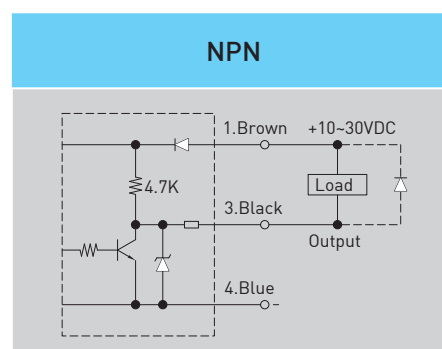 NPN
1.Brown +10~30VDC
4.7K
Load
3.Black
Output
4.Blue